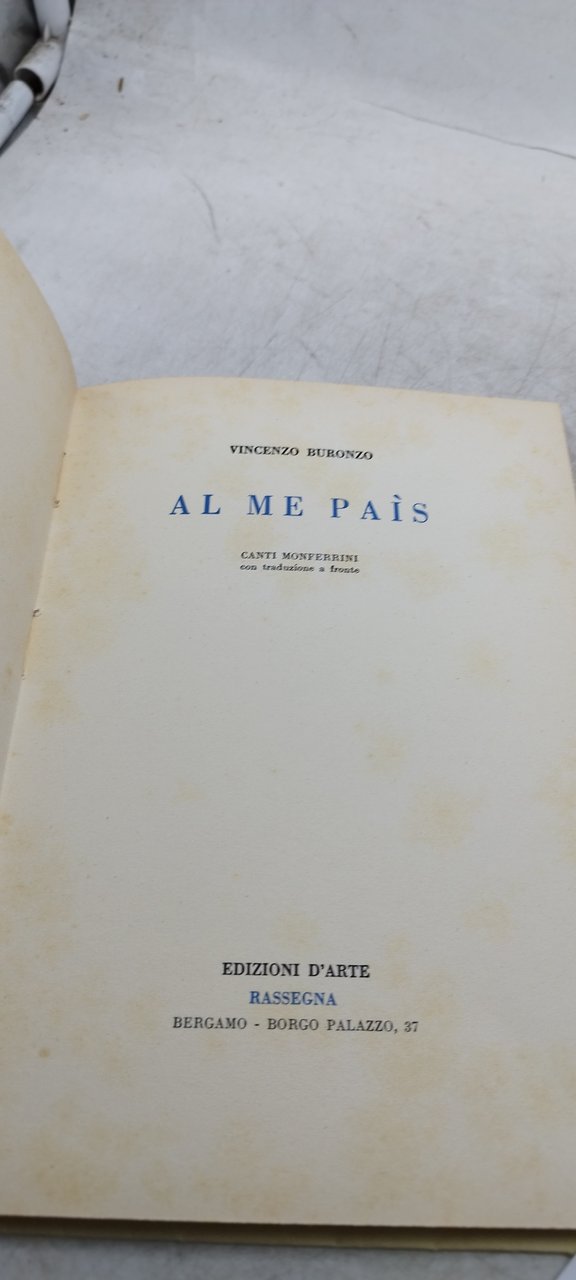 VINCENZO BURONZO
AL ME PAÌS
CANTI MONFERRINI
con traduzione a fronte
EDIZIONI D'ARTE
RASSEGNA
BERGAMO - BORGO PALAZZO, 37